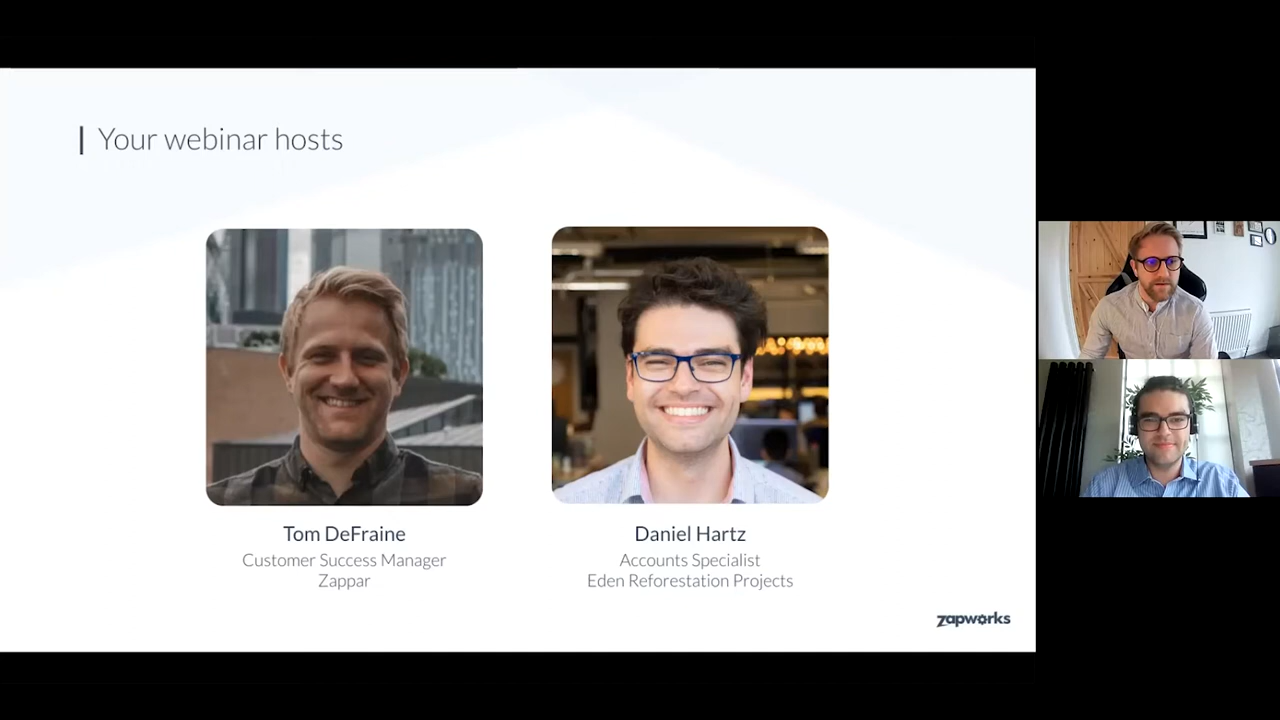 Your webinar hosts
Tom DeFraine
Customer Success Manager
Zappar
Daniel Hartz
Accounts Specialist
Eden Reforestation Projects
zapworks